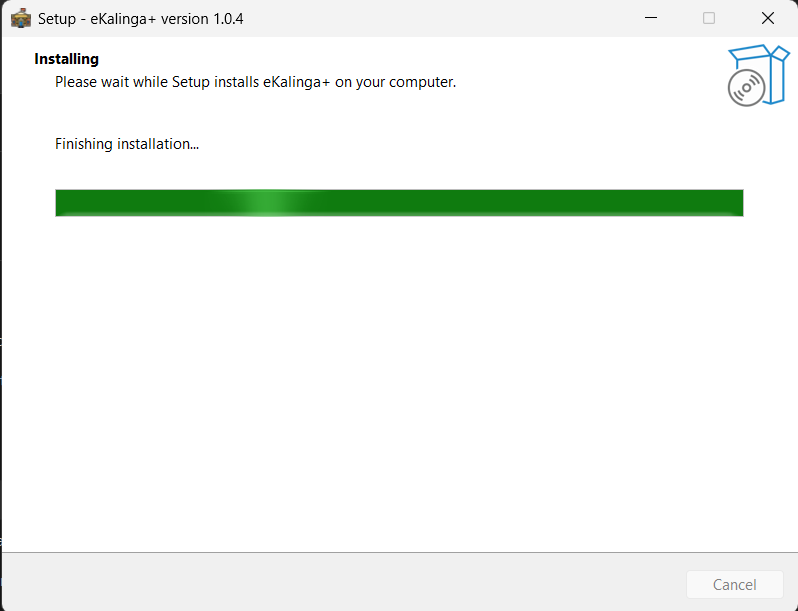 Setup - eKalinga+ version 1.0.4
Installing
Please wait while Setup installs eKalinga+ on your computer.
Finishing installation...
Cancel